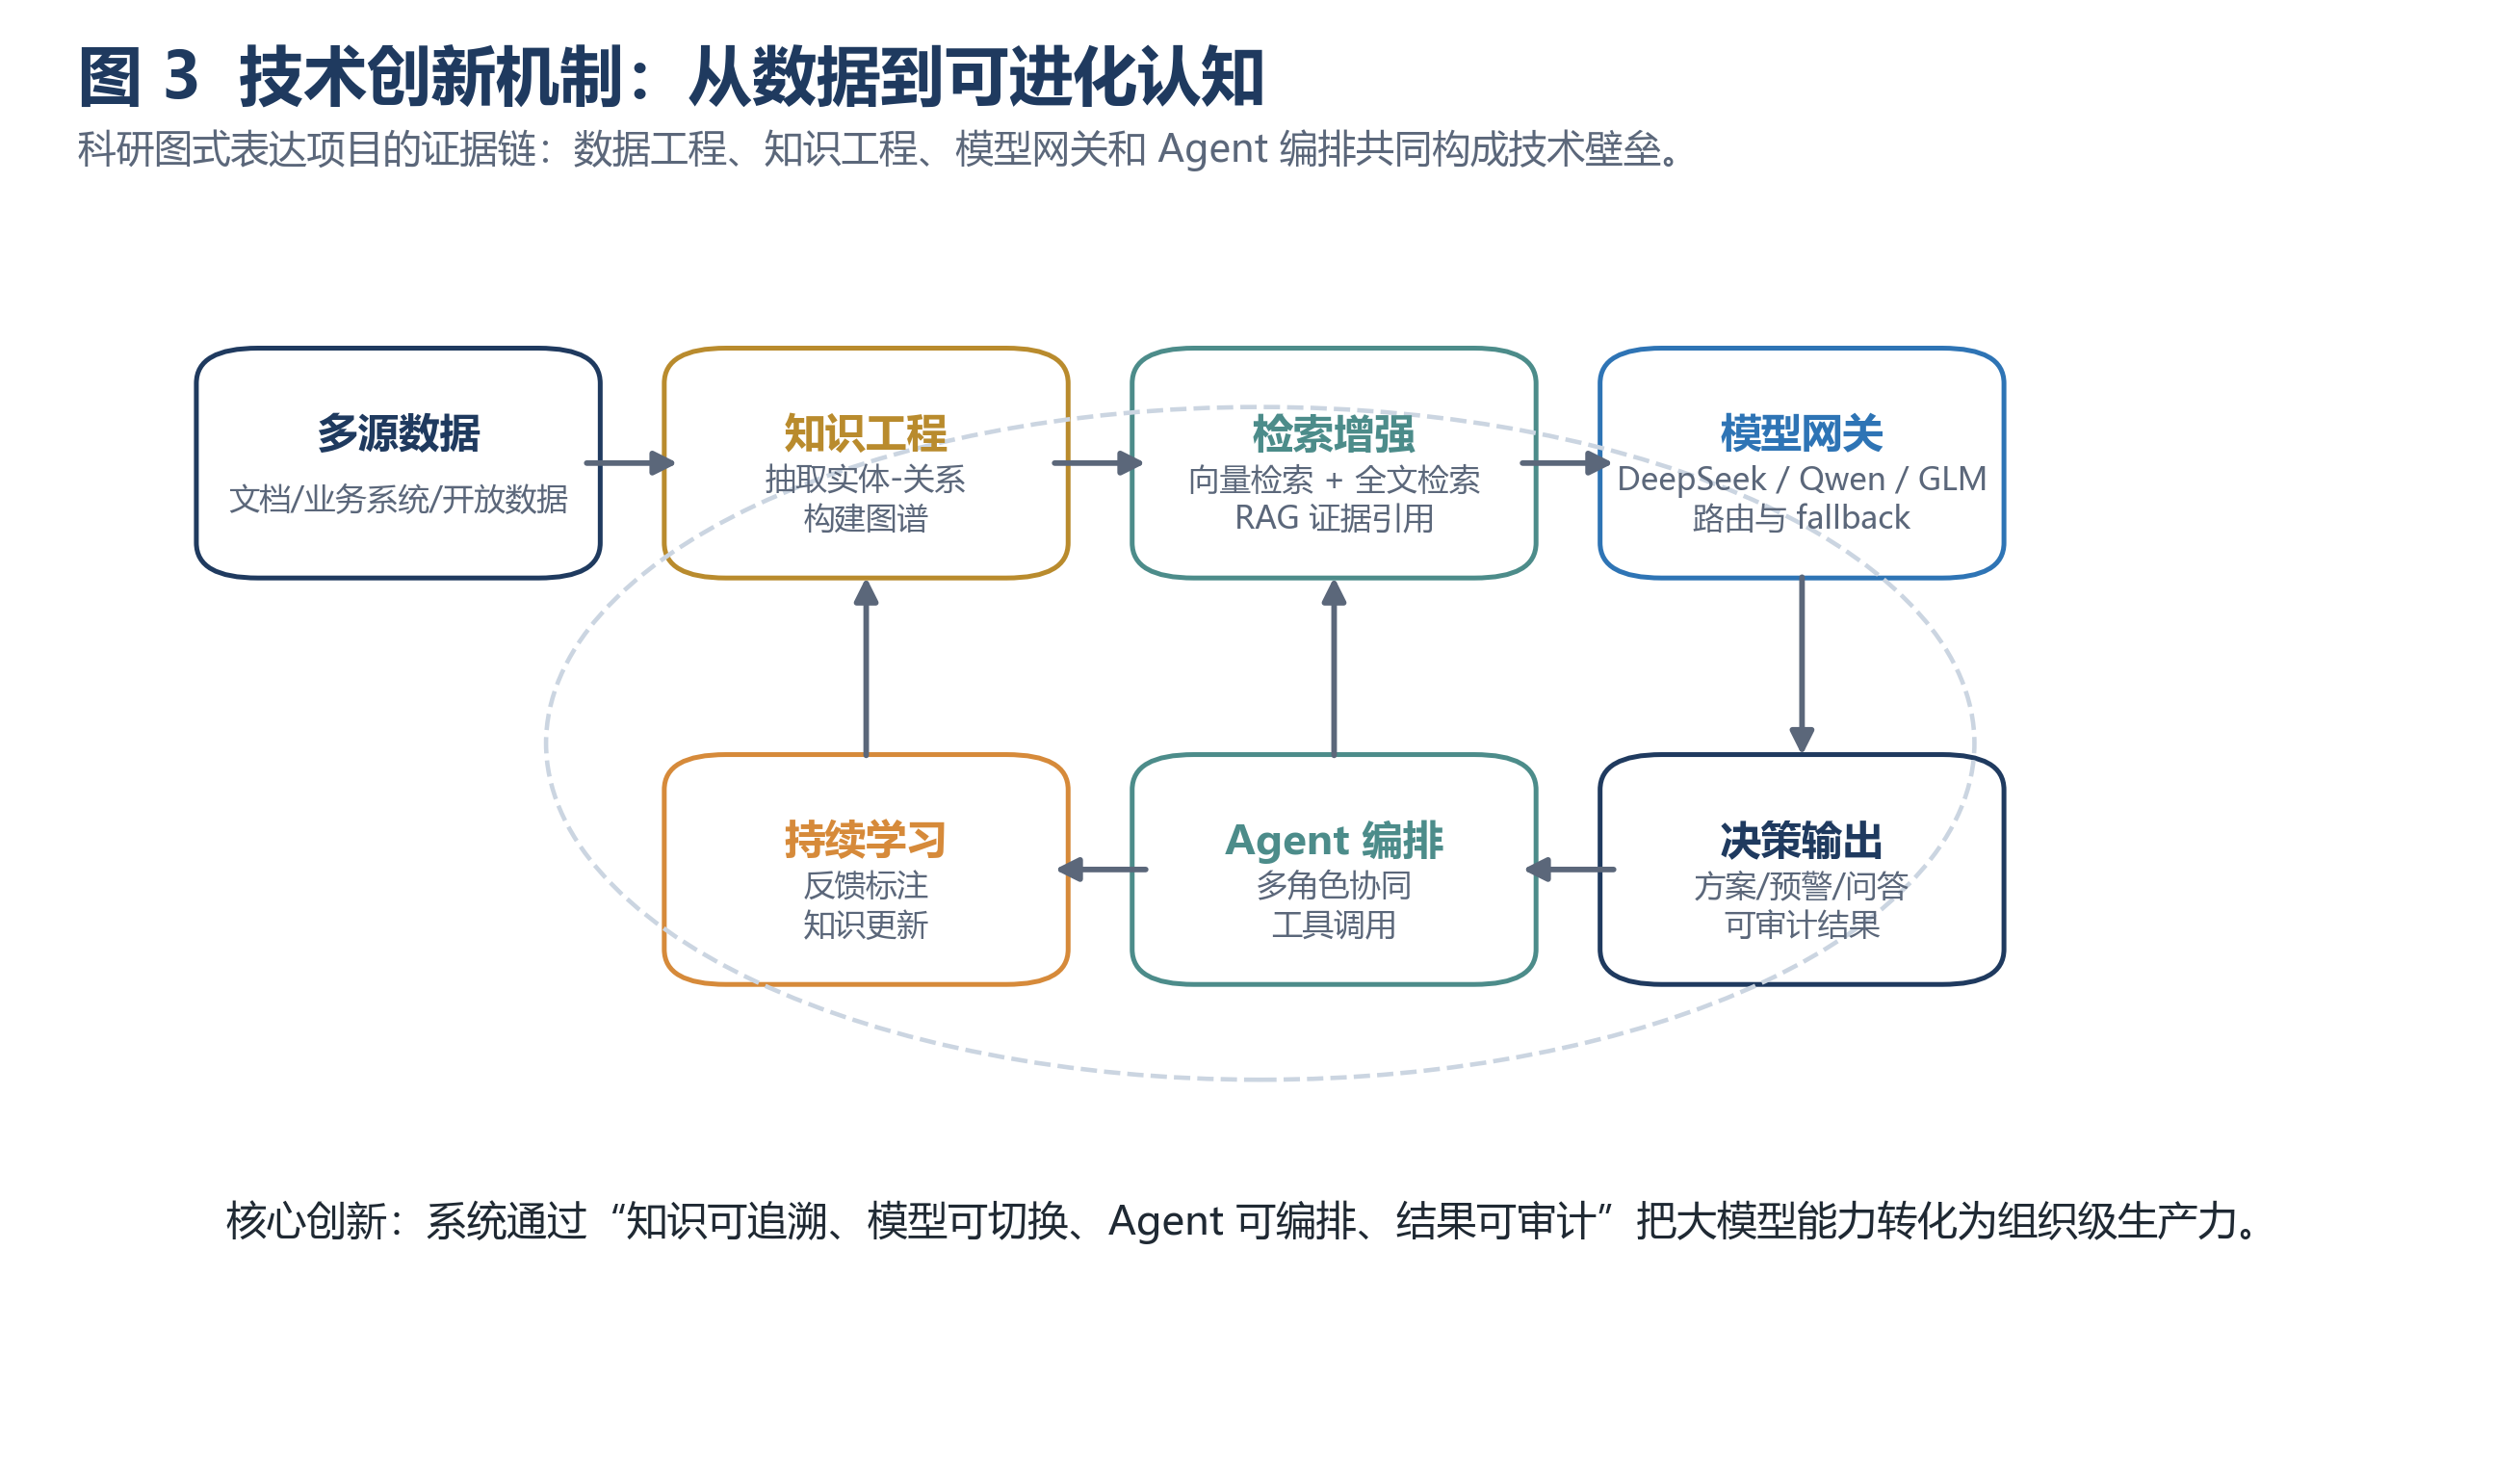 图 3 技术创新机制：从数据到可进化认知
科研图式表达项目的证据链：数据工程、知识工程、模型网关和 Agent 编排共同构成技术壁垒。
多源数据
文档/业务系统/开放数据
知识工程
抽取实体-关系
构建图谱
检索增强
向量检索 + 全文检索
RAG 证据引用
模型网关
DeepSeek / Qwen / GLM
路由与 fallback
持续学习
反馈标注
知识更新
Agent 编排
多角色协同
工具调用
决策输出
方案/预警/问答
可审计结果
核心创新：系统通过“知识可追溯、模型可切换、Agent 可编排、结果可审计”把大模型能力转化为组织级生产力。